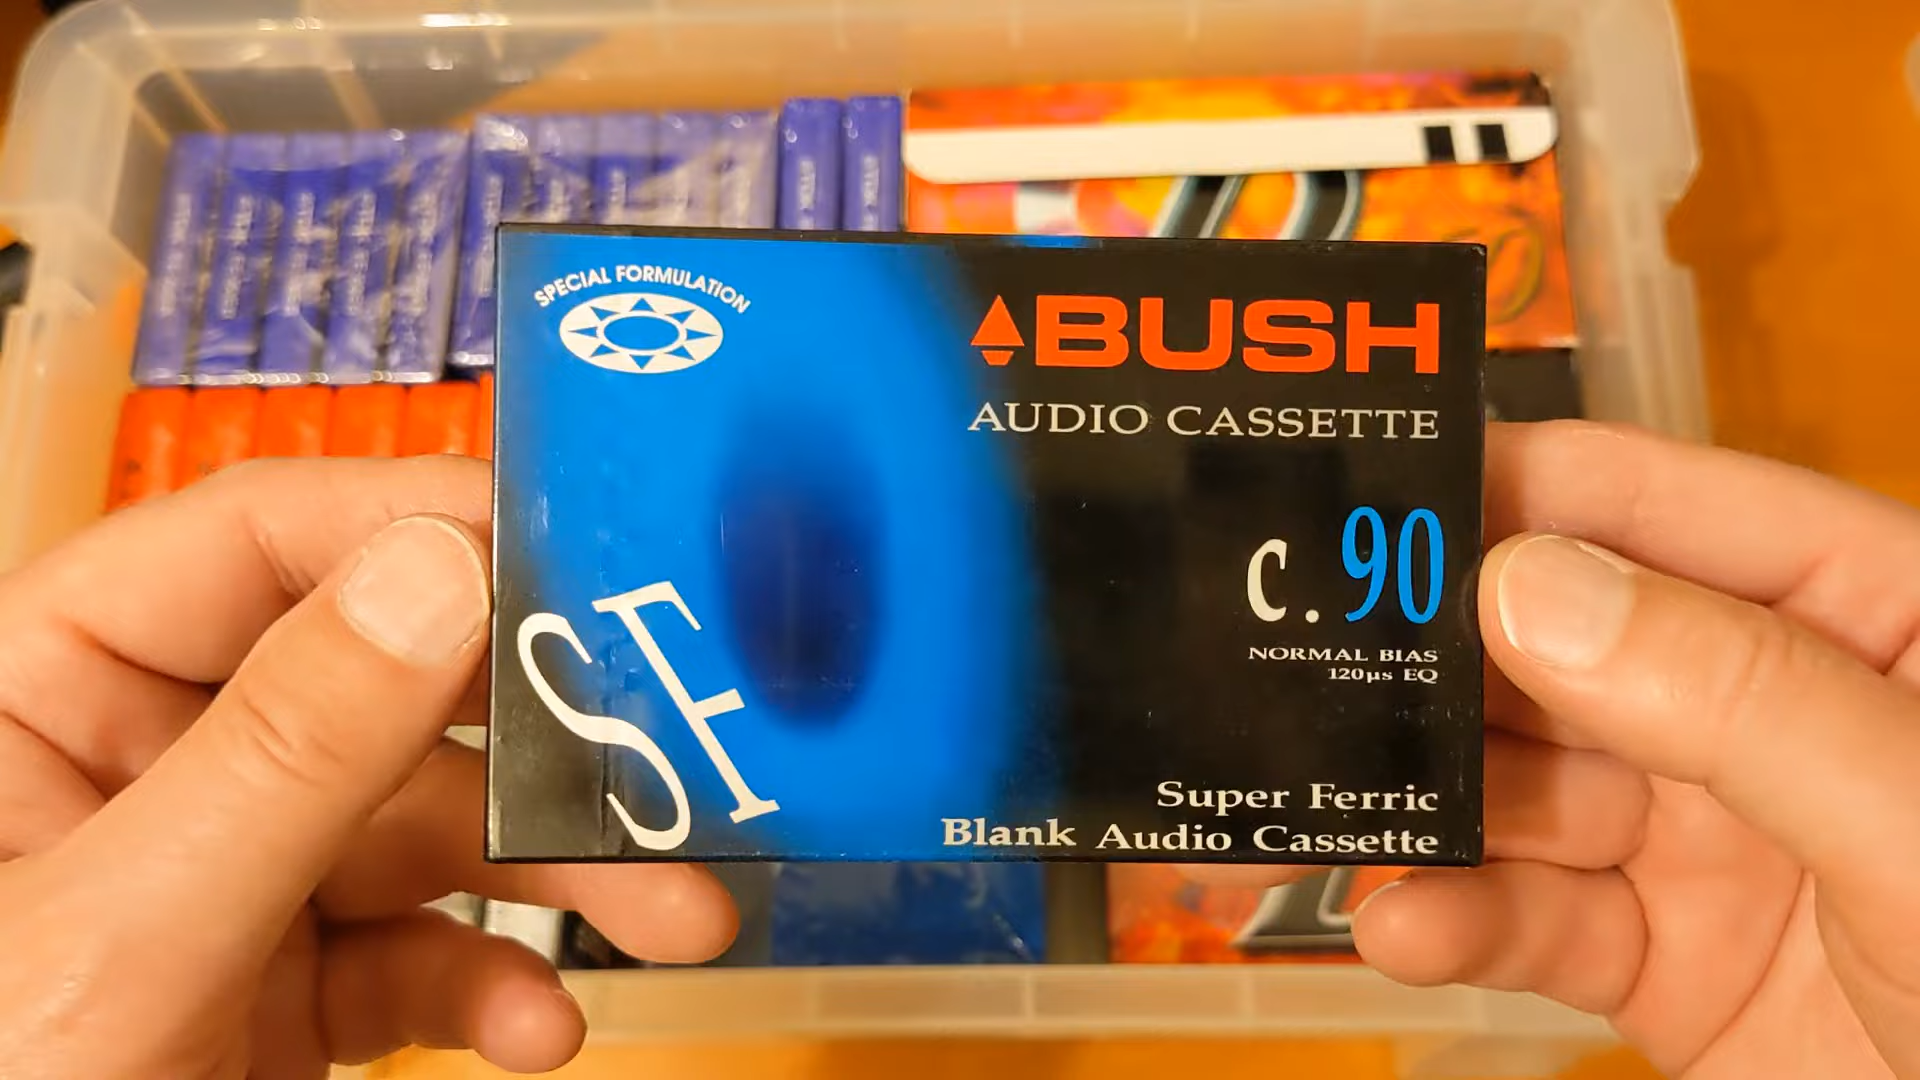 SPECIAL FORMULATION
BUSH
AUDIO CASSETTE
c.90
NORMAL BIAS
120µs EQ
SF
Super Ferric
Blank Audio Cassette